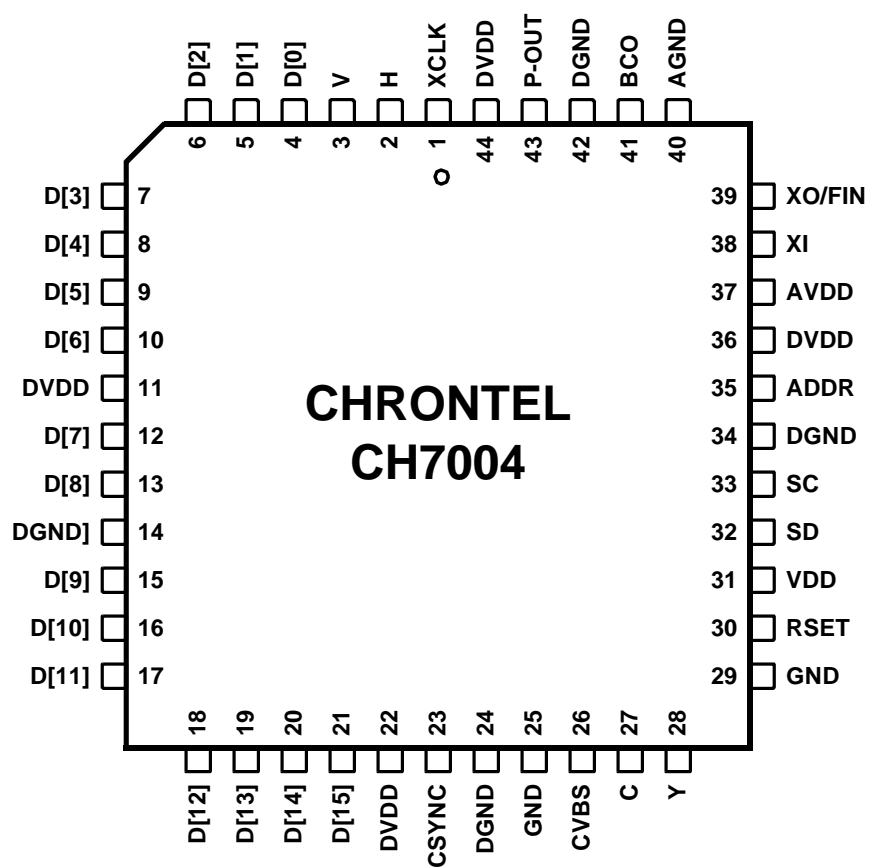 D[2] D[1] D[0] V H XCLK DVDD P-OUT DGND BCO AGND
6 5 4 3 2 1 44 43 42 41 40
D[3] 7 39 XO/FIN
D[4] 8 38 XI
D[5] 9 37 AVDD
D[6] 10 36 DVDD
DVDD 11 35 ADDR
CHRONTEL
D[7] 12 34 DGND
CH7004
D[8] 13 33 SC
DGND] 14 32 SD
D[9] 15 31 VDD
D[10] 16 30 RSET
D[11] 17 29 GND
18 19 20 21 22 23 24 25 26 27 28
D[12] D[13] D[14] D[15] DVDD CSYNC DGND GND CVBS C Y